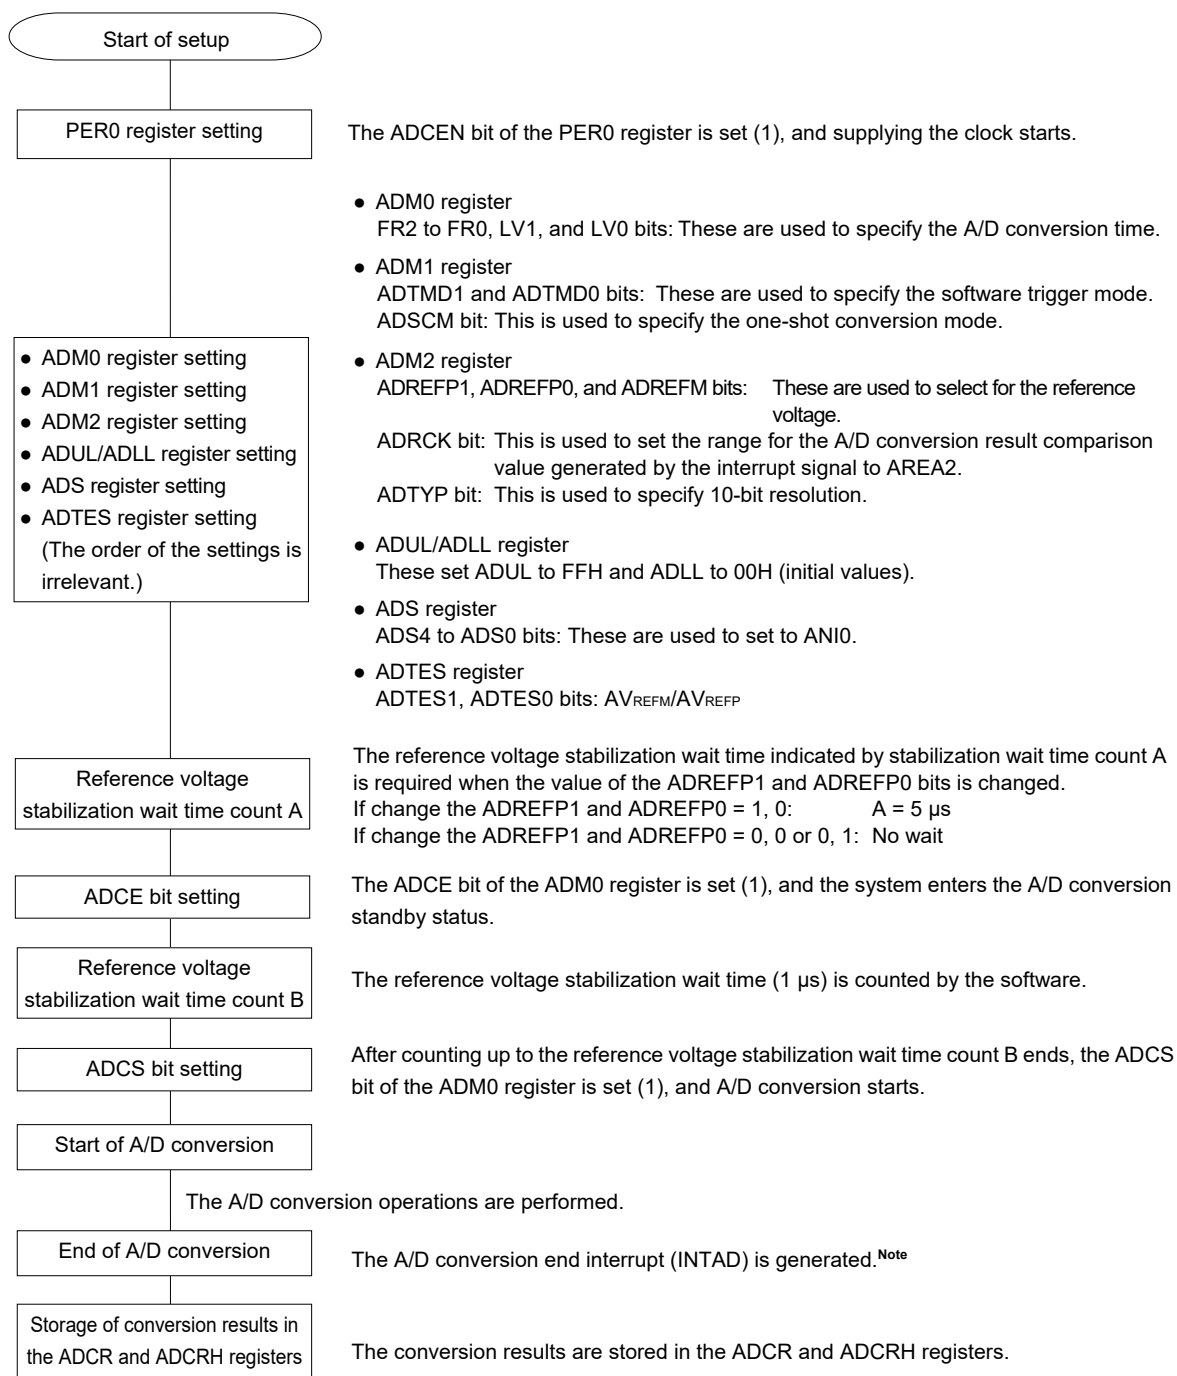 Start of setup
PER0 register setting
The ADCEN bit of the PER0 register is set (1), and supplying the clock starts.
● ADM0 register
FR2 to FR0, LV1, and LV0 bits: These are used to specify the A/D conversion time.
● ADM1 register
ADTMD1 and ADTMD0 bits: These are used to specify the software trigger mode.
ADSCM bit: This is used to specify the one-shot conversion mode.
● ADM0 register setting
● ADM1 register setting
● ADM2 register setting
● ADUL/ADLL register setting
● ADS register setting
● ADTES register setting
(The order of the settings is
irrelevant.)
● ADM2 register
ADREFP1, ADREFP0, and ADREFM bits: These are used to select for the reference
voltage.
ADRCK bit: This is used to set the range for the A/D conversion result comparison
value generated by the interrupt signal to AREA2.
ADTYP bit: This is used to specify 10-bit resolution.
● ADUL/ADLL register
These set ADUL to FFH and ADLL to 00H (initial values).
● ADS register
ADS4 to ADS0 bits: These are used to set to ANI0.
● ADTES register
ADTES1, ADTES0 bits: AVREFM/AVREFP
Reference voltage
stabilization wait time count A
The reference voltage stabilization wait time indicated by stabilization wait time count A
is required when the value of the ADREFP1 and ADREFP0 bits is changed.
If change the ADREFP1 and ADREFP0 = 1, 0: A = 5 µs
If change the ADREFP1 and ADREFP0 = 0, 0 or 0, 1: No wait
ADCE bit setting
The ADCE bit of the ADM0 register is set (1), and the system enters the A/D conversion
standby status.
Reference voltage
stabilization wait time count B
The reference voltage stabilization wait time (1 µs) is counted by the software.
ADCS bit setting
After counting up to the reference voltage stabilization wait time count B ends, the ADCS
bit of the ADM0 register is set (1), and A/D conversion starts.
Start of A/D conversion
The A/D conversion operations are performed.
End of A/D conversion
The A/D conversion end interrupt (INTAD) is generated.Note
Storage of conversion results in
the ADCR and ADCRH registers
The conversion results are stored in the ADCR and ADCRH registers.